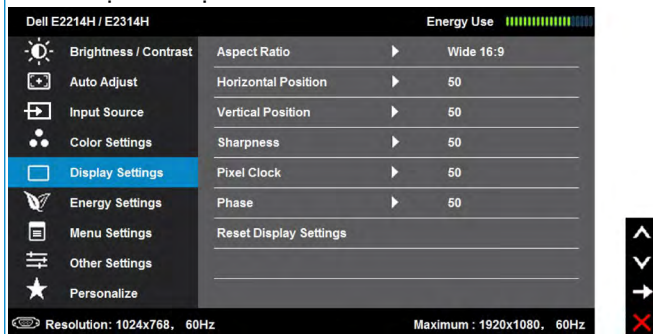 Dell E2214H / E2314H Energy Use
Brightness / Contrast Aspect Ratio Wide 16:9
Auto Adjust Horizontal Position 50
Input Source Vertical Position 50
Color Settings Sharpness 50
Display Settings Pixel Clock 50
Energy Settings Phase 50
Menu Settings Reset Display Settings
Other Settings
Personalize
Resolution: 1024x768, 60Hz Maximum : 1920x1080, 60Hz